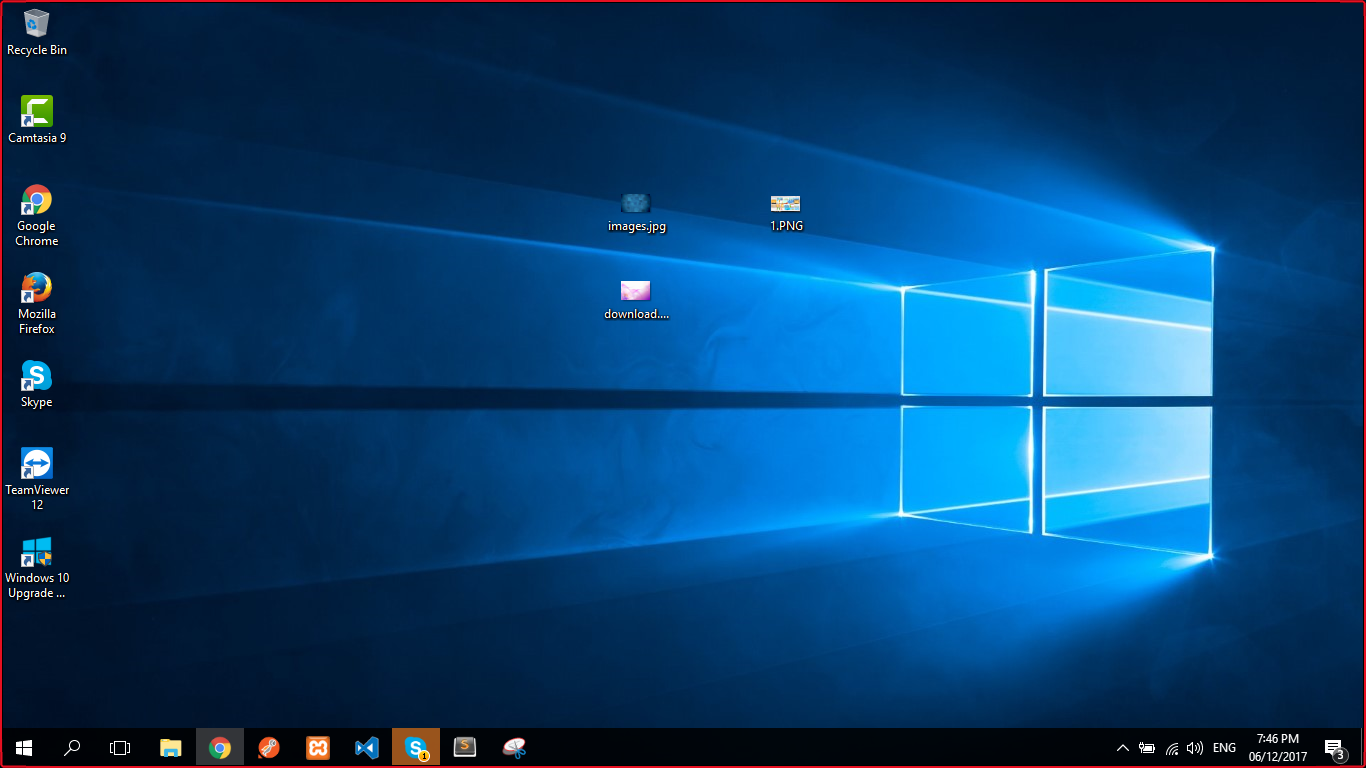 Recycle Bin
Camtasia 9
Google
Chrome
Mozilla
Firefox
Skype
TeamViewer
12
Windows 10
Upgrade ...
images.jpg
1.PNG
download....
1
ENG
7:46 PM
06/12/2017
3